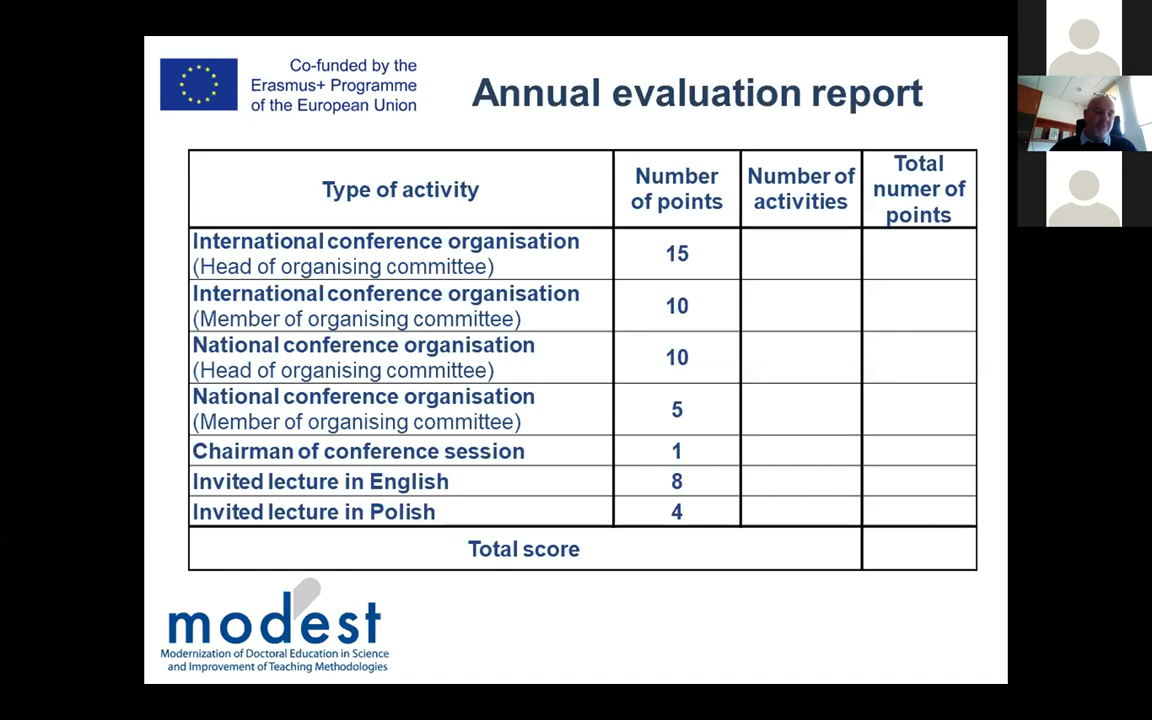 Co-funded by the
Erasmus+ Programme
of the European Union
Annual evaluation report
Type of activity
Number
of points
Number of
activities
Total
numer of
points
International conference organisation
(Head of organising committee)
15
International conference organisation
(Member of organising committee)
10
National conference organisation
(Head of organising committee)
10
National conference organisation
(Member of organising committee)
5
Chairman of conference session
1
Invited lecture in English
8
Invited lecture in Polish
4
Total score
modest
Modernization of Doctoral Education in Science
and Improvement of Teaching Methodologies